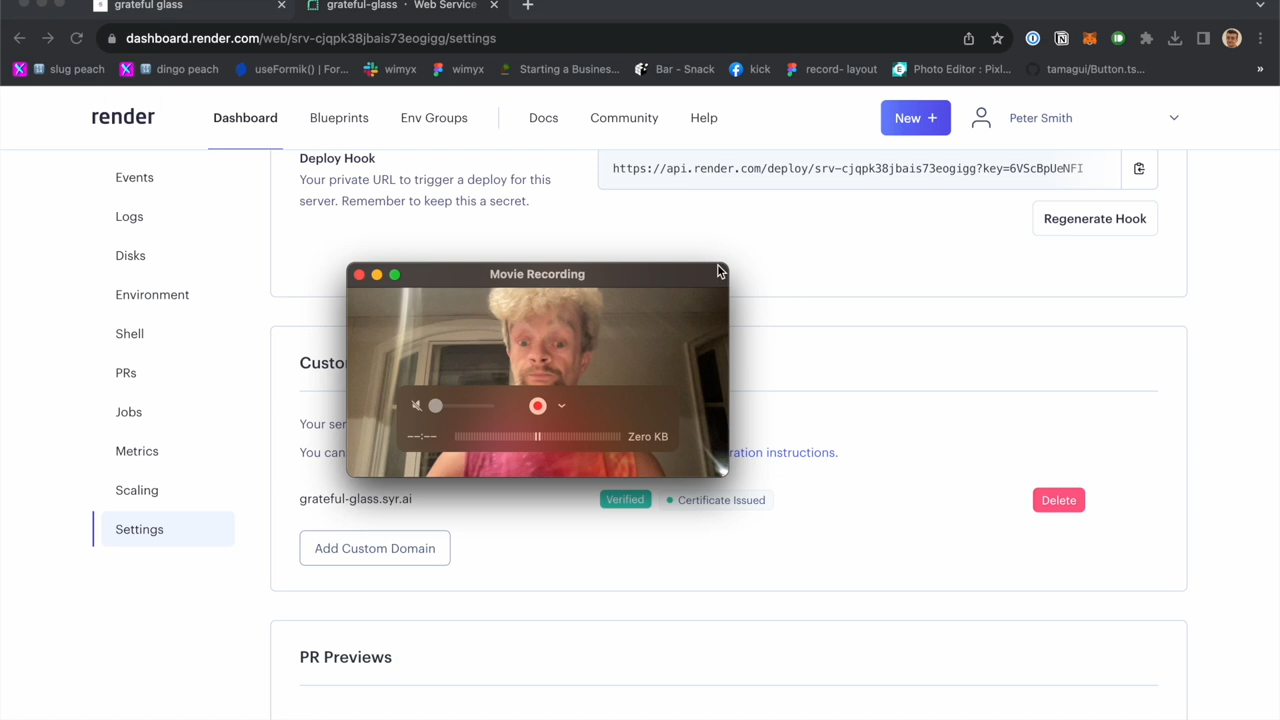 grateful glass
grateful-glass · Web Service
dashboard.render.com/web/srv-cjqpk38jbais73eogigg/settings
slug peach
dingo peach
useFormik() | For...
wimyx
wimyx
Starting a Busines...
Bar - Snack
kick
record- layout
Photo Editor : Pixl...
tamagui/Button.ts...
»
render
Dashboard
Blueprints
Env Groups
Docs
Community
Help
New +
Peter Smith
Events
Logs
Disks
Environment
Shell
PRs
Jobs
Metrics
Scaling
Settings
Deploy Hook
Your private URL to trigger a deploy for this
server. Remember to keep this a secret.
https://api.render.com/deploy/srv-cjqpk38jbais73eogigg?key=6VScBpUeNFI
Regenerate Hook
Movie Recording
--:--
Zero KB
Custo
Your se
You can
ration instructions.
grateful-glass.syr.ai
Verified
Certificate Issued
Delete
Add Custom Domain
PR Previews